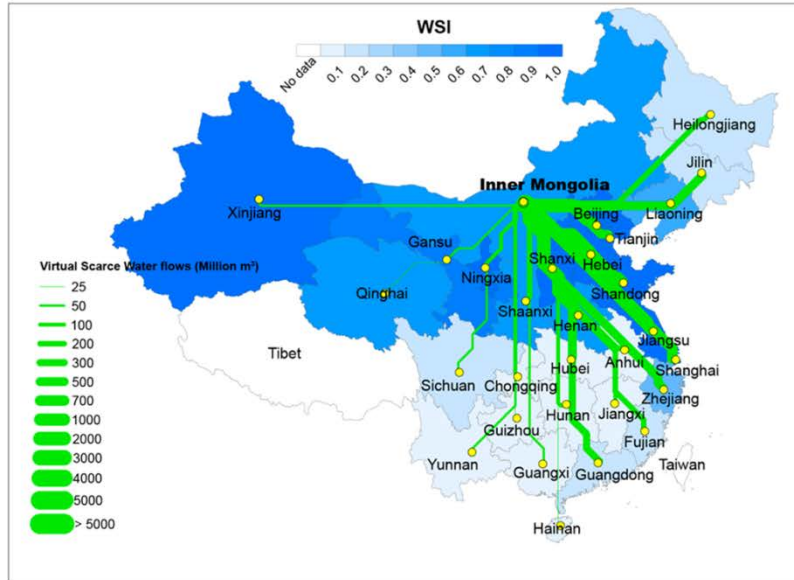 WSI
No data
0.1
0.2
0.3
0.4
0.5
0.6
0.7
0.8
0.9
1.0
Heilongjiang
Jilin
Inner Mongolia
Xinjiang
Beijing
Liaoning
Tianjin
Gansu
Shanxi
Hebei
Virtual Scarce Water flows (Million m³)
Ningxia
25
Qinghai
Shandong
50
Shaanxi
100
Henan
200
Jiangsu
Tibet
300
Hubei
Anhui
Shanghai
500
Sichuan
Chongqing
700
Zhejiang
1000
Hunan
Jiangxi
2000
Guizhou
Fujian
3000
Yunnan
Guangxi
Guangdong
Taiwan
4000
5000
> 5000
Hainan